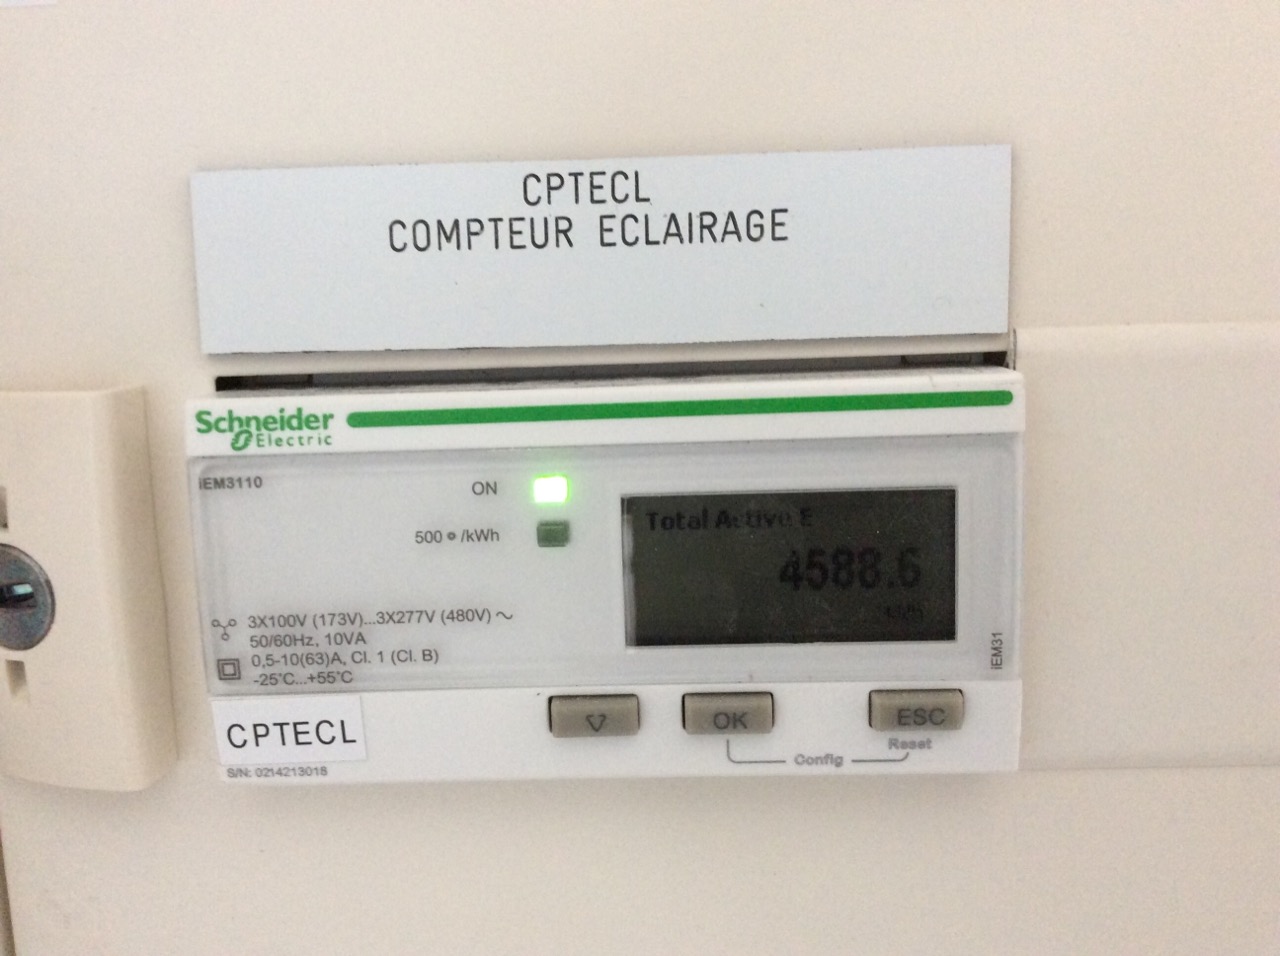 CPTECL
COMPTEUR ECLAIRAGE
Schneider
Electric
iEM3110
ON
500 /kWh
Total Active E
4588.6
kWh
3X100V (173V)...3X277V (480V) ~
50/60Hz, 10VA
0,5-10(63)A, Cl. 1 (Cl. B)
-25°C...+55°C
iEM31
CPTECL
OK
ESC
Reset
Config
S/N: 0214213018